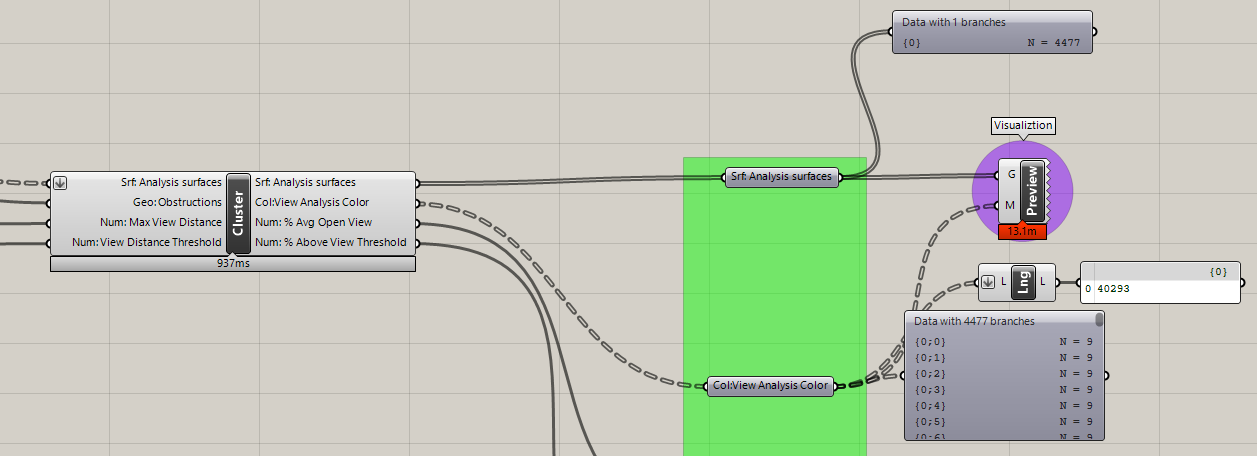 Data with 1 branches
{0} N = 4477
Visualiztion
Srf: Analysis surfaces Srf: Analysis surfaces
Geo:Obstructions Col:View Analysis Color
Num: Max View Distance Num: % Avg Open View
Num: View Distance Threshold Num: % Above View Threshold
Cluster
937ms
Srf: Analysis surfaces
G
M
Preview
13.1m
L Lng L
{0}
0 40293
Col:View Analysis Color
Data with 4477 branches
{0;0} N = 9
{0;1} N = 9
{0;2} N = 9
{0;3} N = 9
{0;4} N = 9
{0;5} N = 9
{0;6} N = 9